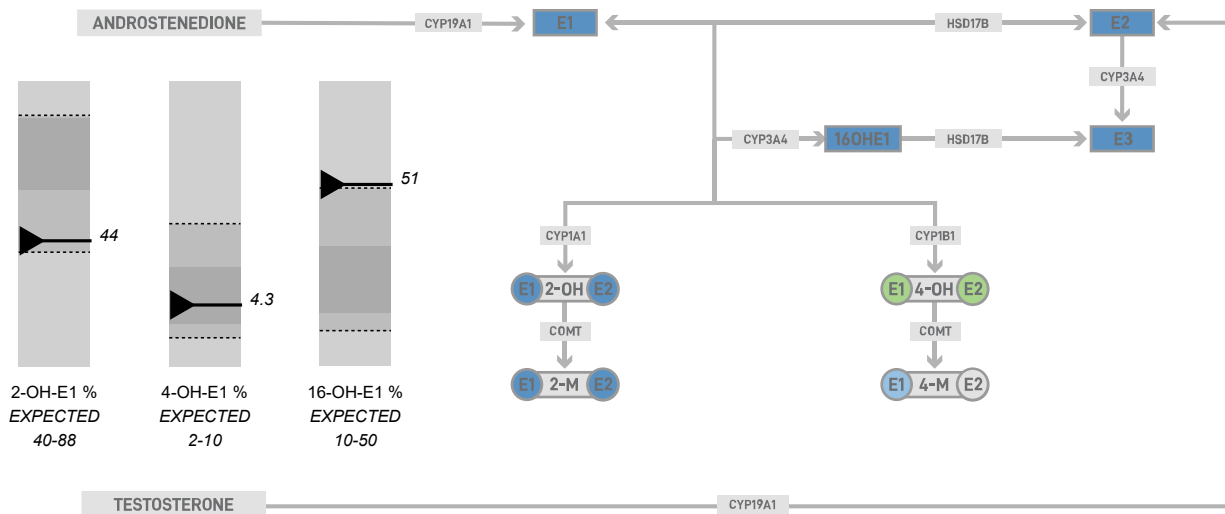 ANDROSTENEDIONE
CYP19A1
E1
HSD17B
E2
CYP3A4
CYP3A4
16OHE1
HSD17B
E3
51
44
4.3
CYP1A1
CYP1B1
E1 2-OH E2
E1 4-OH E2
COMT
COMT
E1 2-M E2
E1 4-M E2
2-OH-E1 %
EXPECTED
40-88
4-OH-E1 %
EXPECTED
2-10
16-OH-E1 %
EXPECTED
10-50
TESTOSTERONE
CYP19A1